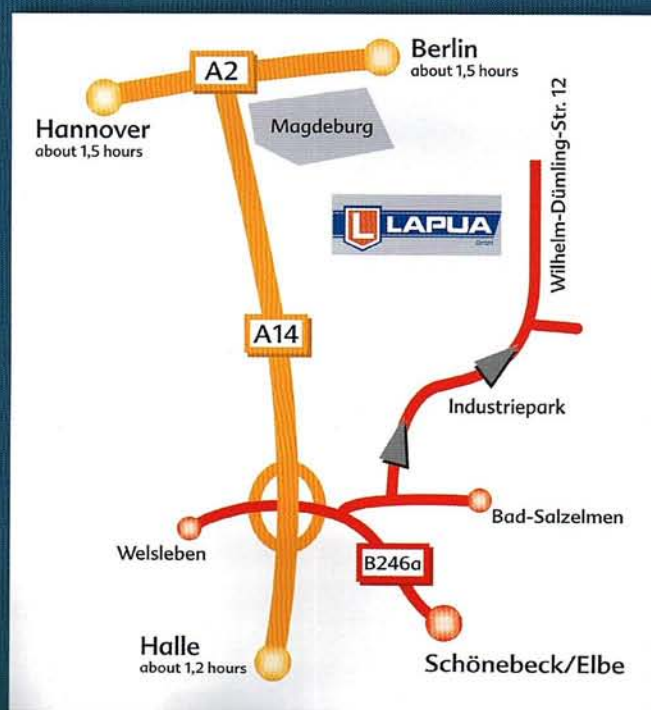 Berlin
about 1,5 hours
A2
Hannover
about 1,5 hours
Magdeburg
Wilhelm-Dümling-Str. 12
L LAPUA
GmbH
A14
Industriepark
Bad-Salzelmen
Welsleben
B246a
Halle
about 1,2 hours
Schönebeck/Elbe